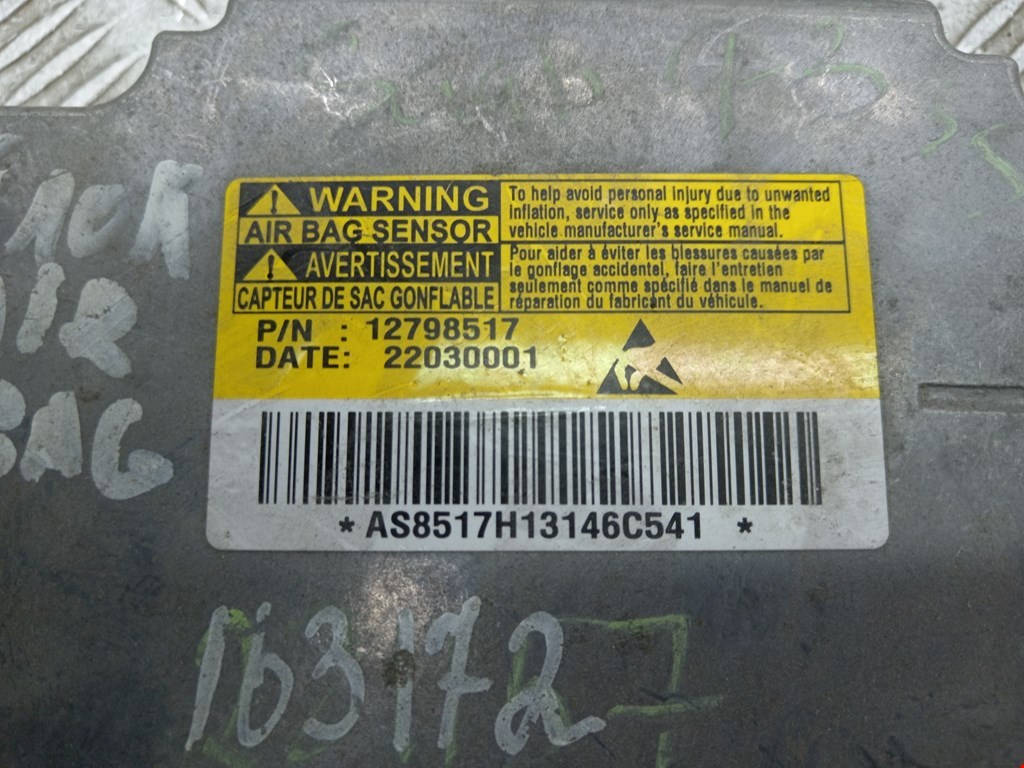 WARNING
AIR BAG SENSOR
To help avoid personal injury due to unwanted
inflation, service only as specified in the
vehicle manufacturer's service manual.
AVERTISSEMENT
CAPTEUR DE SAC GONFLABLE
Pour aider à éviter les blessures causées par
le gonflage accidentel, faire l'entretien
seulement comme spécifié dans le manuel de
réparation du fabricant du véhicule.
P/N : 12798517
DATE: 22030001
* AS8517H13146C541 *
AIR
BAG
163172